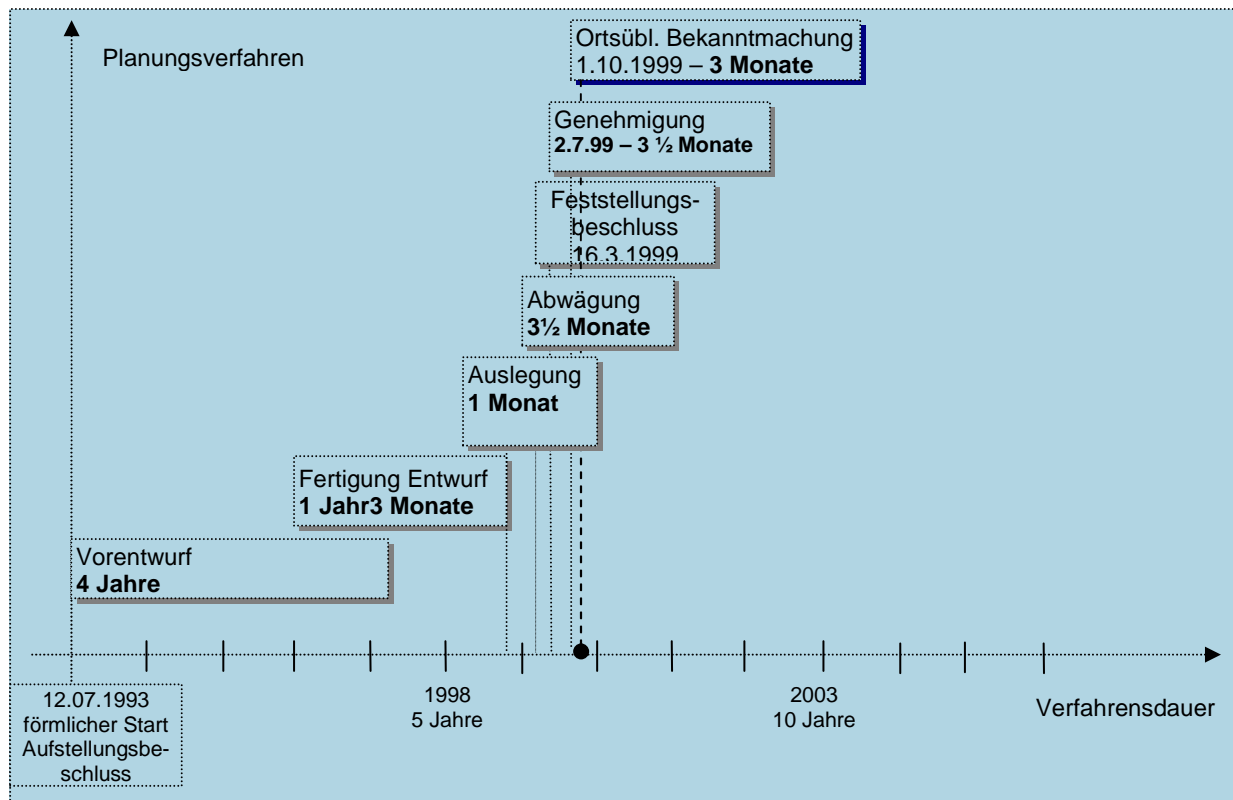 Planungsverfahren
Ortsübl. Bekanntmachung
1.10.1999 – 3 Monate
Genehmigung
2.7.99 – 3 ½ Monate
Feststellungs-
beschluss
16.3.1999
Abwägung
3½ Monate
Auslegung
1 Monat
Fertigung Entwurf
1 Jahr3 Monate
Vorentwurf
4 Jahre
12.07.1993
förmlicher Start
Aufstellungsbe-
schluss
1998
5 Jahre
2003
10 Jahre
Verfahrensdauer